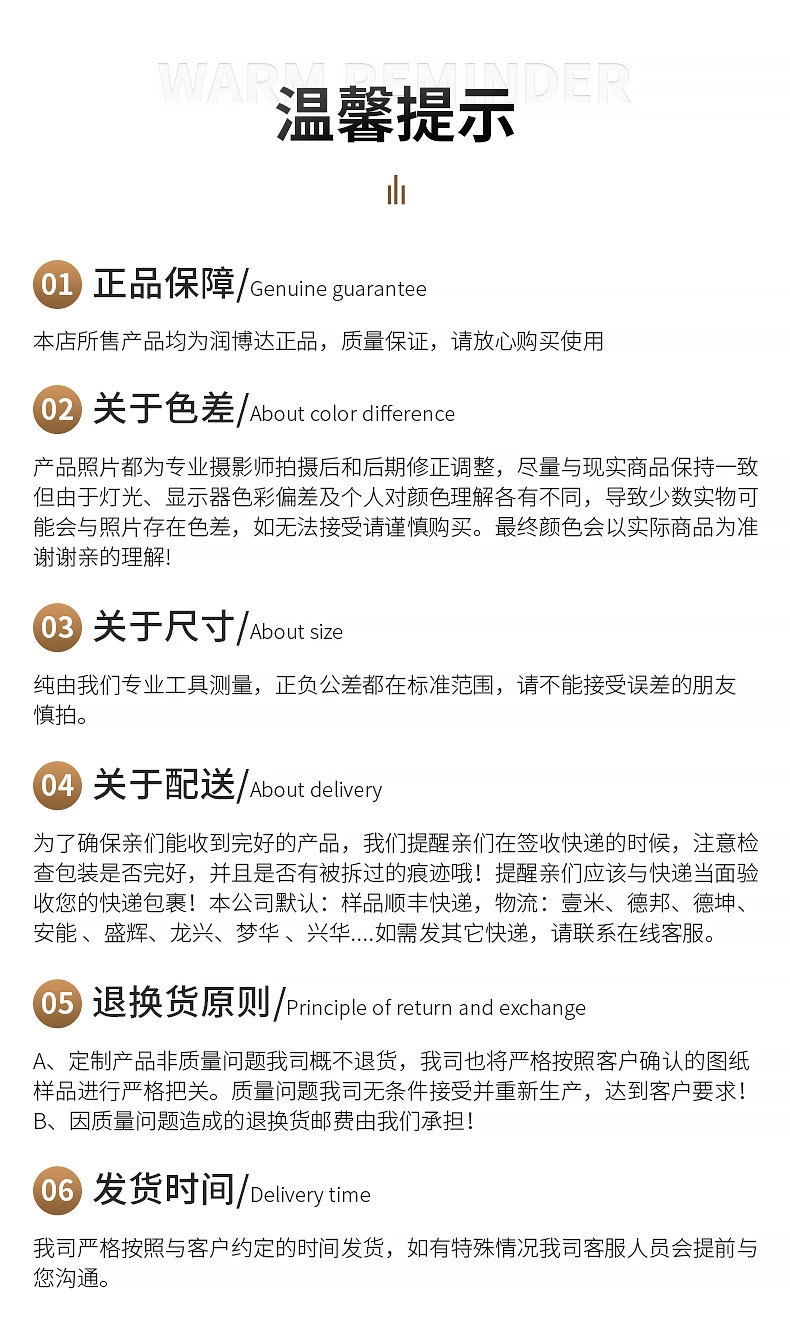 WARM REMINDER
温馨提示
01 正品保障/Genuine guarantee
本店所售产品均为润博达正品，质量保证，请放心购买使用
02 关于色差/About color difference
产品照片都为专业摄影师拍摄后和后期修正调整，尽量与现实商品保持一致
但由于灯光、显示器色彩偏差及个人对颜色理解各有不同，导致少数实物可
能会与照片存在色差，如无法接受请谨慎购买。最终颜色会以实际商品为准
谢谢亲的理解!
03 关于尺寸/About size
纯由我们专业工具测量，正负公差都在标准范围，请不能接受误差的朋友
慎拍。
04 关于配送/About delivery
为了确保亲们能收到完好的产品，我们提醒亲们在签收快递的时候，注意检
查包装是否完好，并且是否有被拆过的痕迹哦！提醒亲们应该与快递当面验
收您的快递包裹！本公司默认：样品顺丰快递，物流：壹米、德邦、德坤、
安能 、盛辉、龙兴、梦华 、兴华....如需发其它快递，请联系在线客服。
05 退换货原则/Principle of return and exchange
A、定制产品非质量问题我司概不退货，我司也将严格按照客户确认的图纸
样品进行严格把关。质量问题我司无条件接受并重新生产，达到客户要求！
B、因质量问题造成的退换货邮费由我们承担！
06 发货时间/Delivery time
我司严格按照与客户约定的时间发货，如有特殊情况我司客服人员会提前与
您沟通。